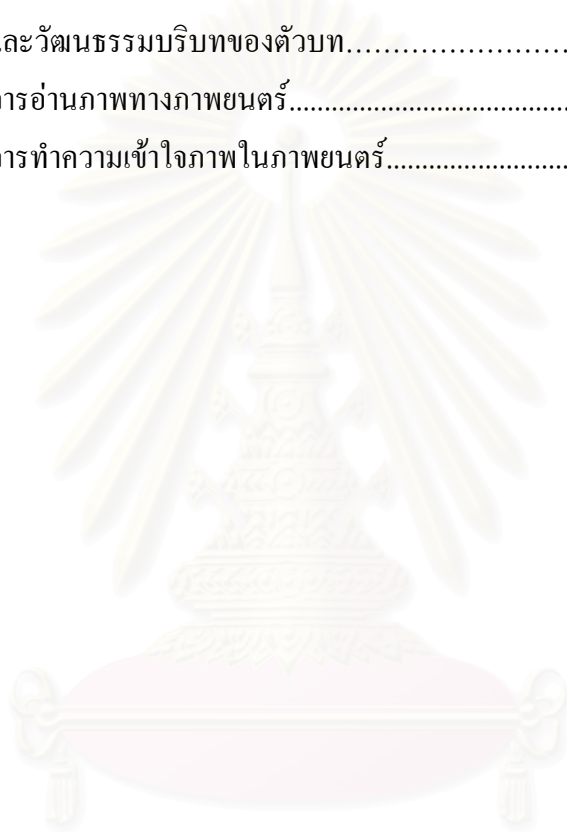 ละวัฒนธรรมบริบทของตัวบท..........................
ารอ่านภาพทางภาพยนตร์........................................
ารทำความเข้าใจภาพในภาพยนตร์..........................